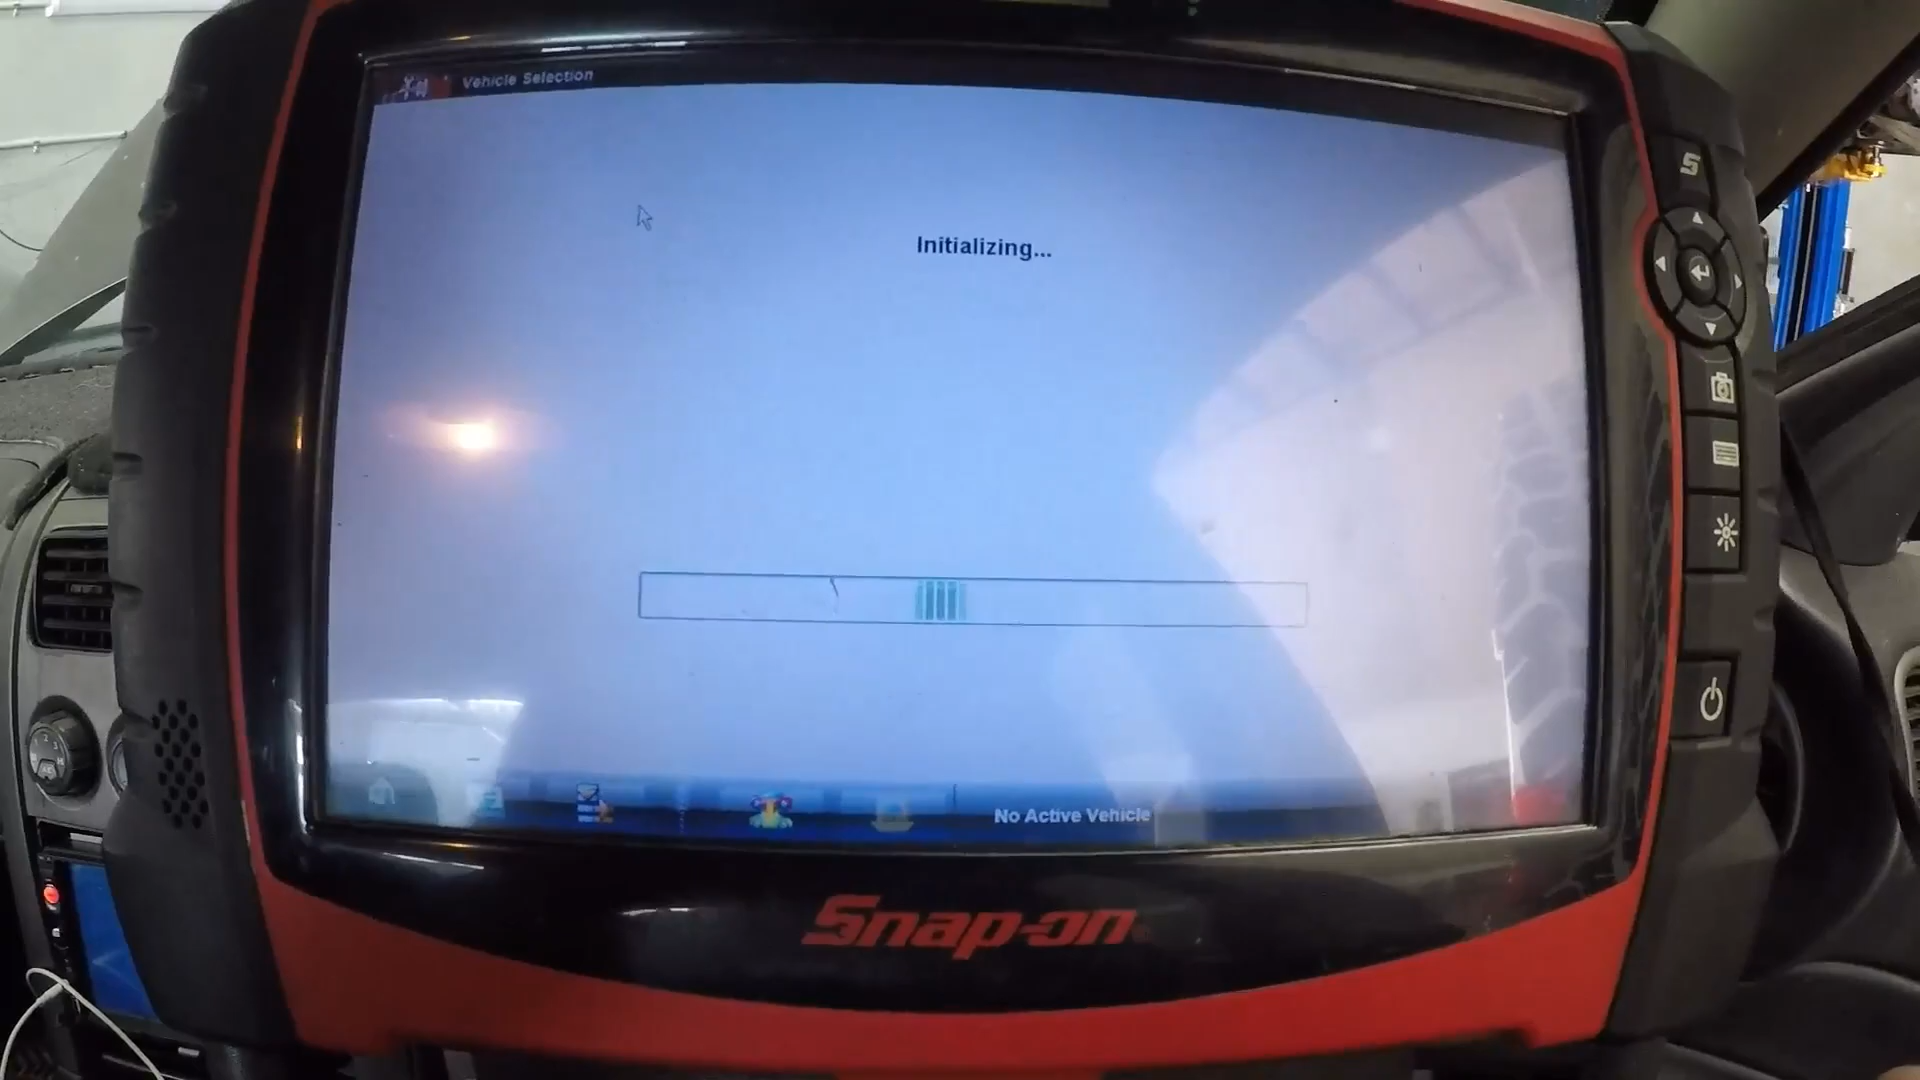 Vehicle Selection
Initializing...
No Active Vehicle
Snap-on